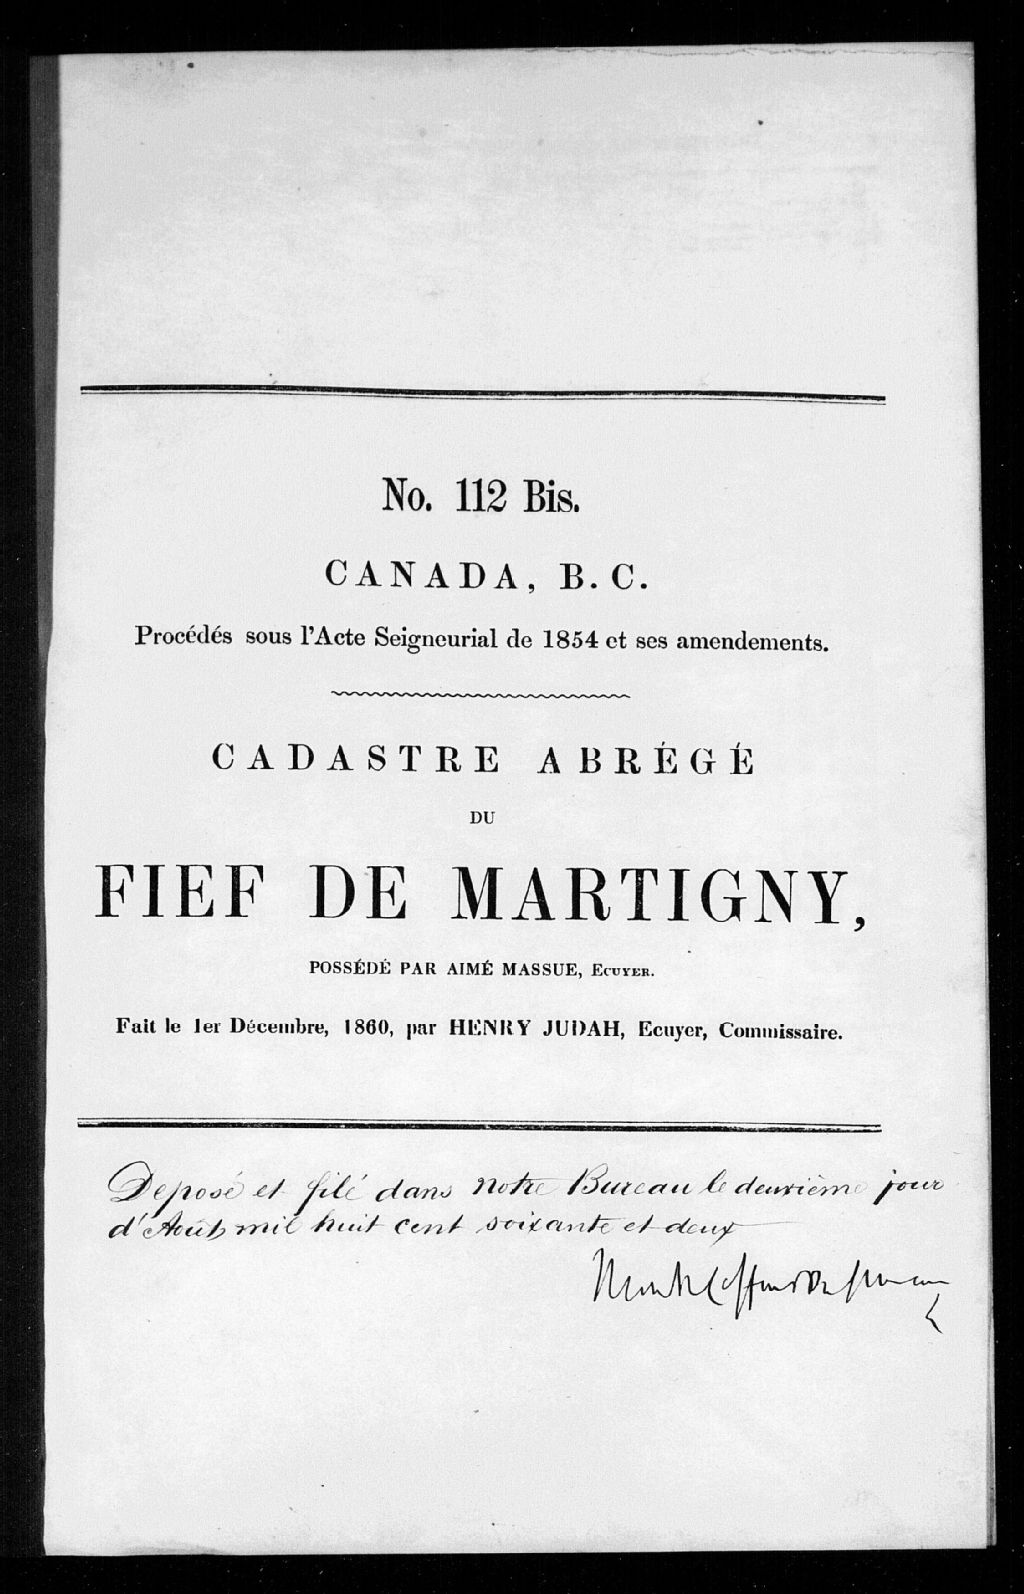 No. 112 Bis.
CANADA, B. C.
Procédés sous l'Acte Seigneurial de 1854 et ses amendements.
CADASTRE ABRÉGÉ
DU
FIEF DE MARTIGNY,
POSSÉDÉ PAR AIMÉ MASSUE, ECUYER.
Fait le 1er Décembre, 1860, par HENRY JUDAH, Ecuyer, Commissaire.
Deposé et filé dans notre Bureau le deuxième jour
d'Août mil huit cent soixante et deux